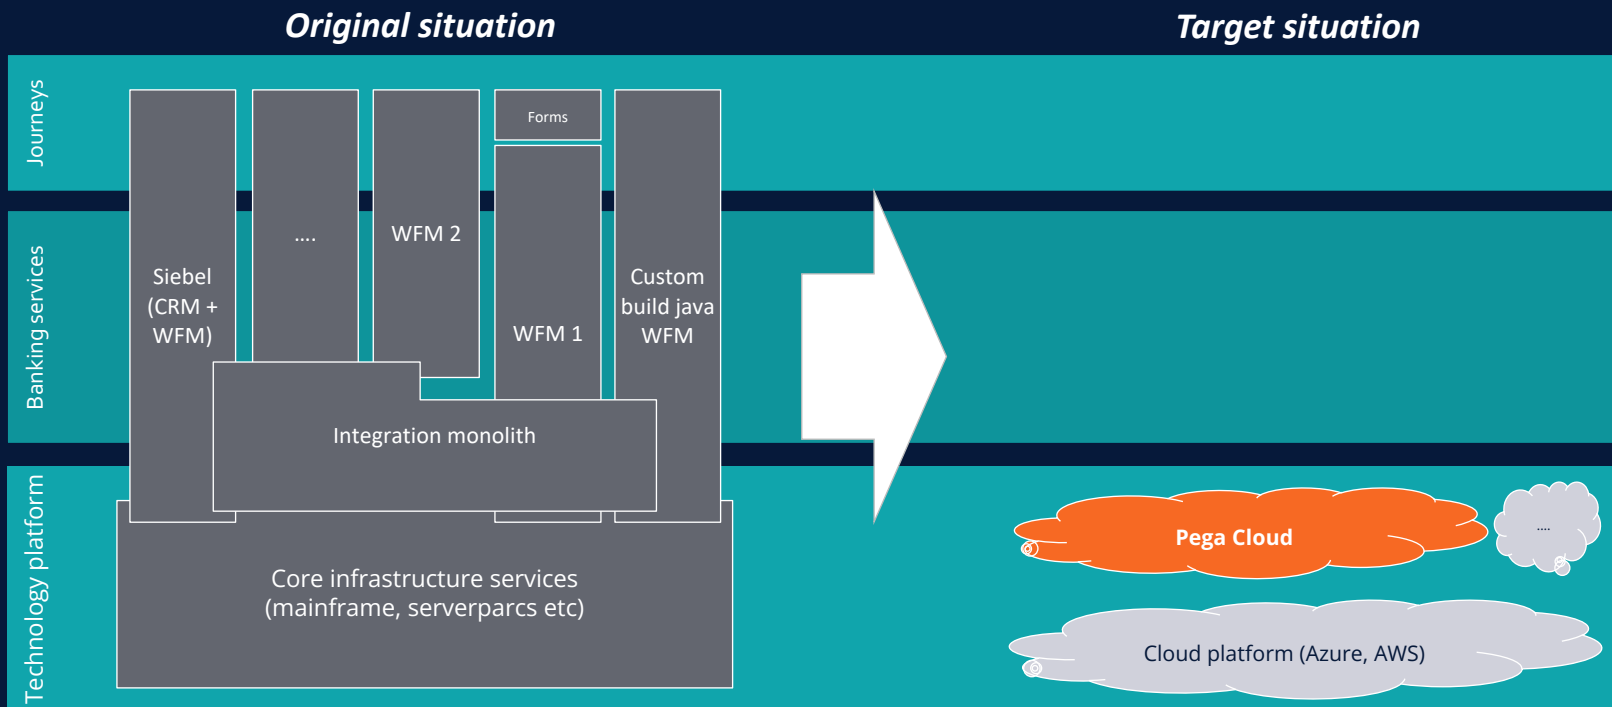 Original situation
Target situation
Journeys
Forms
Banking services
....
WFM 2
Siebel
(CRM +
WFM)
WFM 1
Custom
build java
WFM
Integration monolith
Technology platform
Core infrastructure services
(mainframe, serverparcs etc)
Pega Cloud
....
Cloud platform (Azure, AWS)